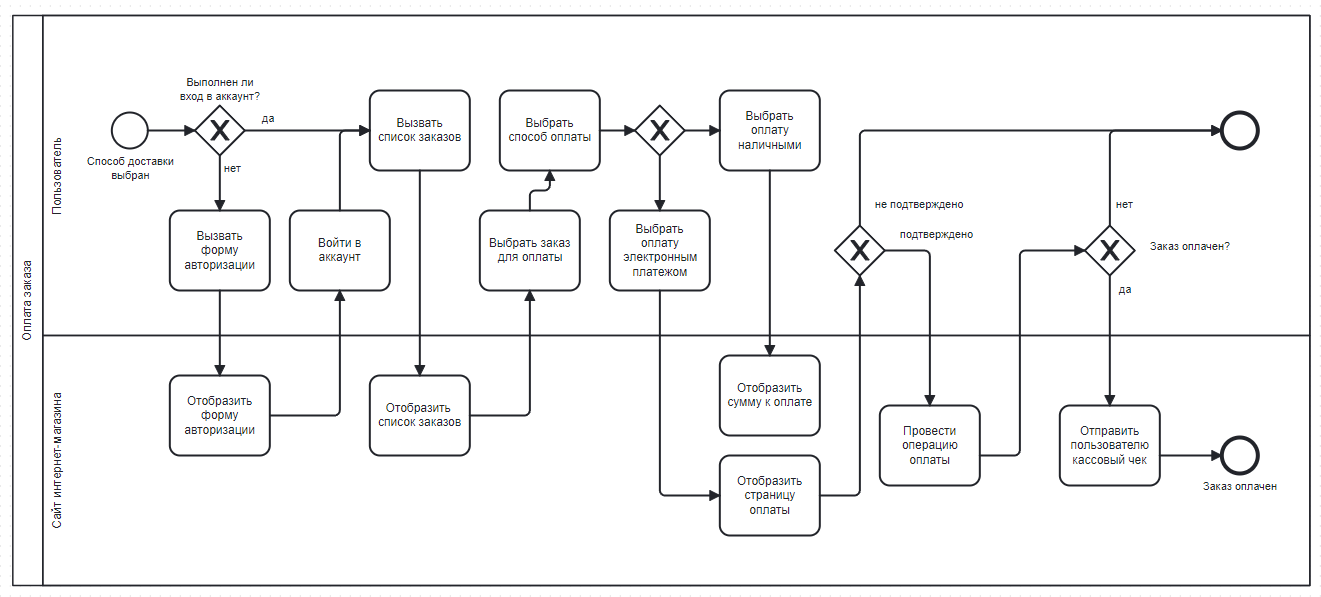 Оплата заказа
Пользователь
Способ доставки
выбран
Выполнен ли
вход в аккаунт?
да
нет
Вызвать
форму
авторизации
Войти в
аккаунт
Вызвать
список заказов
Выбрать
способ оплаты
Выбрать заказ
для оплаты
Выбрать
оплату
наличными
Выбрать
оплату
электронным
платежом
не подтверждено
подтверждено
нет
Заказ оплачен?
да
Сайт интернет-магазина
Отобразить
форму
авторизации
Отобразить
список заказов
Отобразить
сумму к оплате
Отобразить
страницу
оплаты
Провести
операцию
оплаты
Отправить
пользователю
кассовый чек
Заказ оплачен